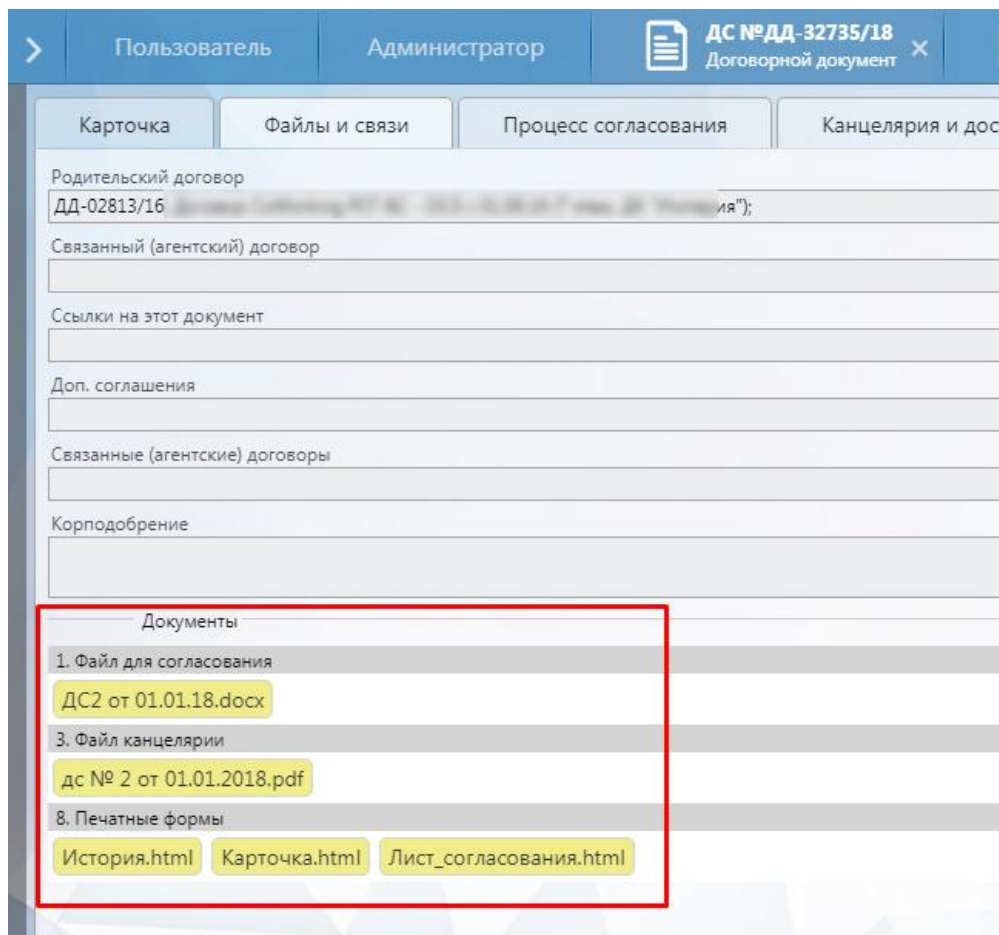 Пользователь
Администратор
ДС №ДД-32735/18
Договорной документ
Карточка
Файлы и связи
Процесс согласования
Канцелярия и дос
Родительский договор
ДД-02813/16 ия");
Связанный (агентский) договор
Ссылки на этот документ
Доп. соглашения
Связанные (агентские) договоры
Корподобрение
Документы
1. Файл для согласования
ДС2 от 01.01.18.docx
3. Файл канцелярии
дс № 2 от 01.01.2018.pdf
8. Печатные формы
История.html Карточка.html Лист_согласования.html